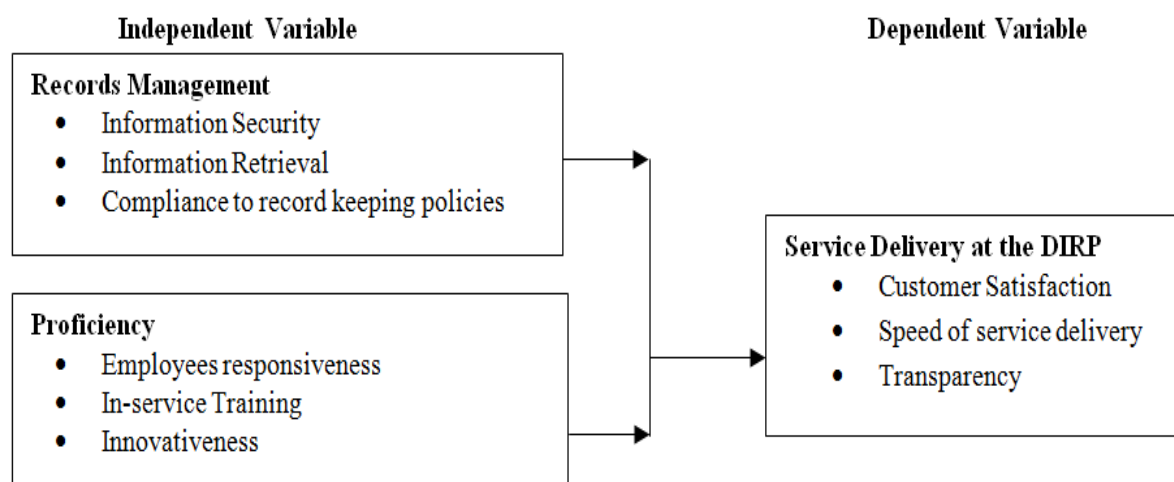 Independent Variable
Dependent Variable
Records Management
• Information Security
• Information Retrieval
• Compliance to record keeping policies
Proficiency
• Employees responsiveness
• In-service Training
• Innovativeness
Service Delivery at the DIRP
• Customer Satisfaction
• Speed of service delivery
• Transparency